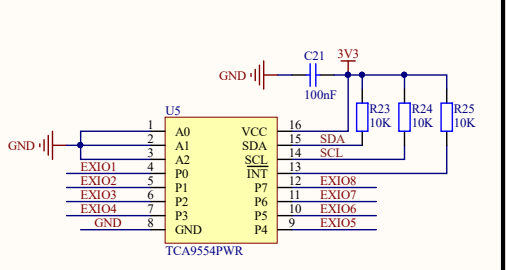 C21 3V3
GND
100nF
R23 R24 R25
10K 10K 10K
U5
1 A0 VCC 16
2 A1 SDA 15 SDA
3 A2 SCL 14 SCL
GND
EXIO1 4 P0 INT 13
EXIO2 5 P1 P7 12 EXIO8
EXIO3 6 P2 P6 11 EXIO7
EXIO4 7 P3 P5 10 EXIO6
GND 8 GND P4 9 EXIO5
TCA9554PWR